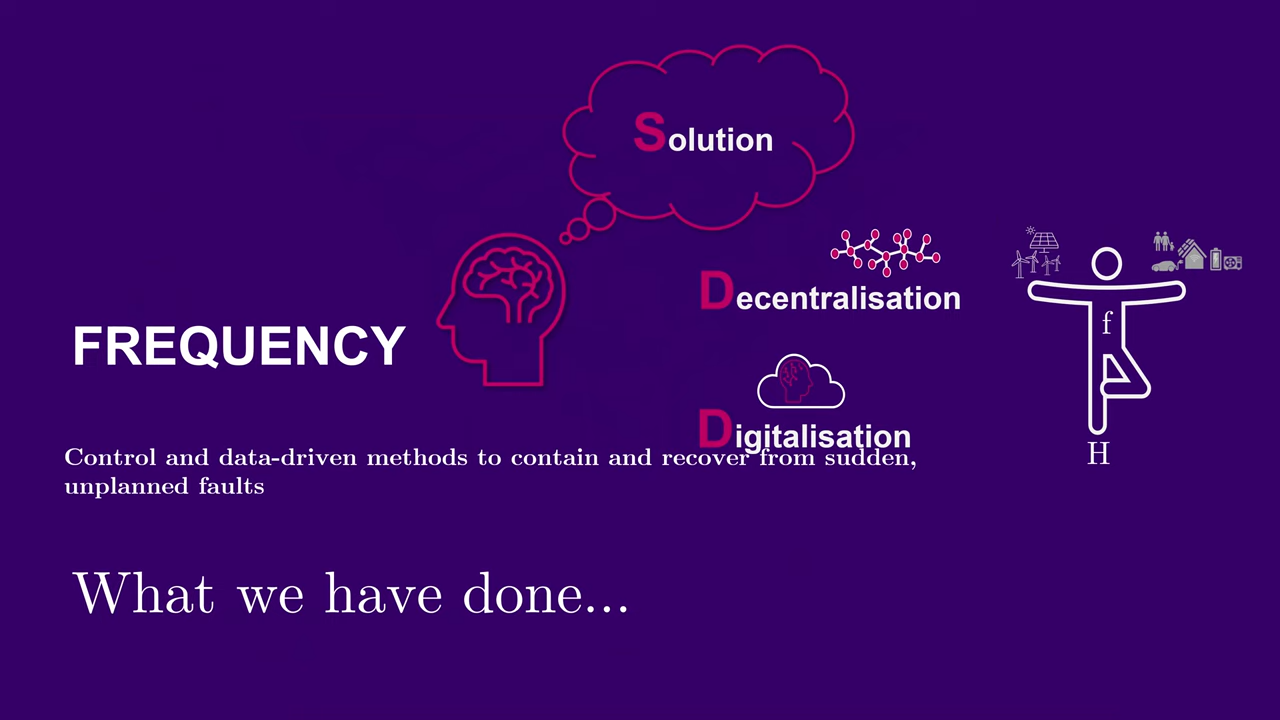 Solution
Decentralisation
FREQUENCY
f
Digitalisation
H
Control and data-driven methods to contain and recover from sudden,
unplanned faults
What we have done...